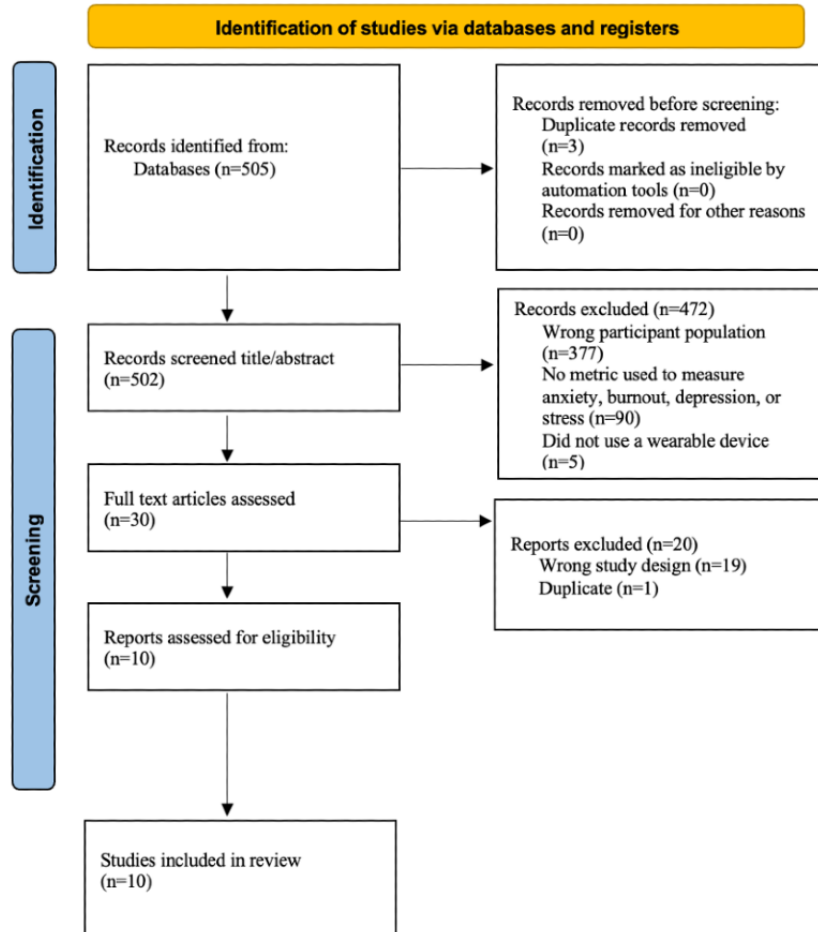 Identification of studies via databases and registers
Identification
Records identified from:
Databases (n=505)
Records removed before screening:
Duplicate records removed
(n=3)
Records marked as ineligible by
automation tools (n=0)
Records removed for other reasons
(n=0)
Screening
Records screened title/abstract
(n=502)
Records excluded (n=472)
Wrong participant population
(n=377)
No metric used to measure
anxiety, burnout, depression, or
stress (n=90)
Did not use a wearable device
(n=5)
Full text articles assessed
(n=30)
Reports excluded (n=20)
Wrong study design (n=19)
Duplicate (n=1)
Reports assessed for eligibility
(n=10)
Studies included in review
(n=10)